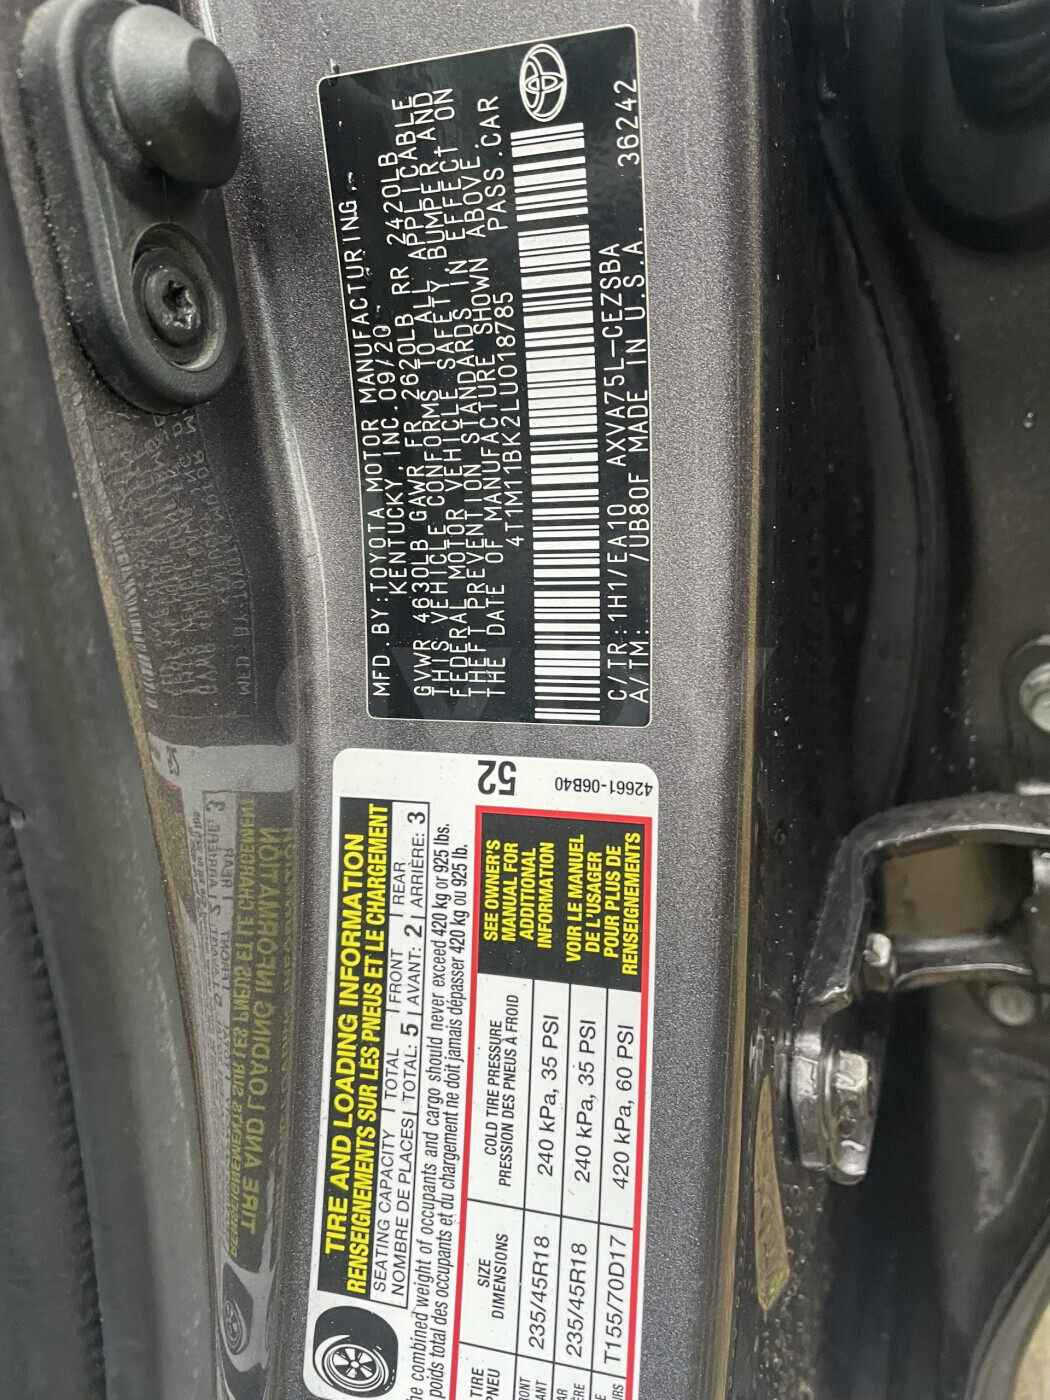 MFD. BY:TOYOTA MOTOR MANUFACTURING,
KENTUCKY, INC. 09/20
GVWR 4630LB GAWR FR 2620LB RR 2420LB
THIS VEHICLE CONFORMS TO ALL APPLICABLE
FEDERAL MOTOR VEHICLE SAFETY, BUMPER, AND
THEFT PREVENTION STANDARDS IN EFFECT ON
THE DATE OF MANUFACTURE SHOWN ABOVE.
4T1M11BK2LU018785 PASS.CAR
C/TR:1H1/EA10 AXVA75L-CEZSBA
A/TM: /UB80F MADE IN U.S.A. 36242
TIRE AND LOADING INFORMATION
RENSEIGNEMENTS SUR LES PNEUS ET LE CHARGEMENT
52
SEATING CAPACITY TOTAL FRONT REAR
NOMBRE DE PLACES TOTAL: 5 AVANT: 2 ARRIÈRE: 3
combined weight of occupants and cargo should never exceed 420 kg or 925 lbs.
poids total des occupants et du chargement ne doit jamais dépasser 420 kg ou 925 lb.
TIRE SIZE COLD TIRE PRESSURE
PNEU DIMENSIONS PRESSION DES PNEUS À FROID
235/45R18 240 kPa, 35 PSI
235/45R18 240 kPa, 35 PSI
T155/70D17 420 kPa, 60 PSI
SEE OWNER'S
MANUAL FOR
ADDITIONAL
INFORMATION
VOIR LE MANUEL
DE L'USAGER
POUR PLUS DE
RENSEIGNEMENTS
42661-06B40